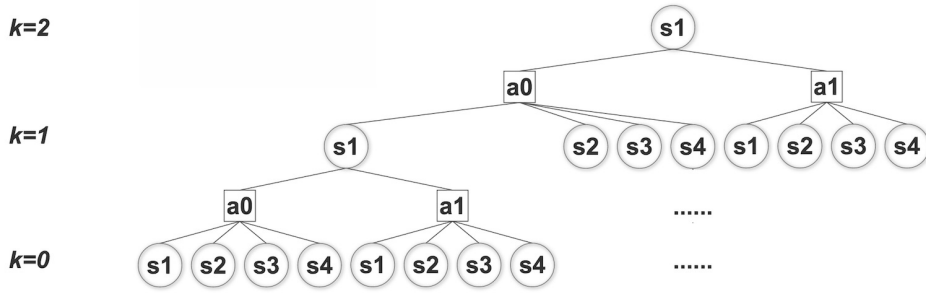 k=2 s1
a0 a1
k=1 s1 s2 s3 s4 s1 s2 s3 s4
a0 a1 ......
k=0 s1 s2 s3 s4 s1 s2 s3 s4 ......